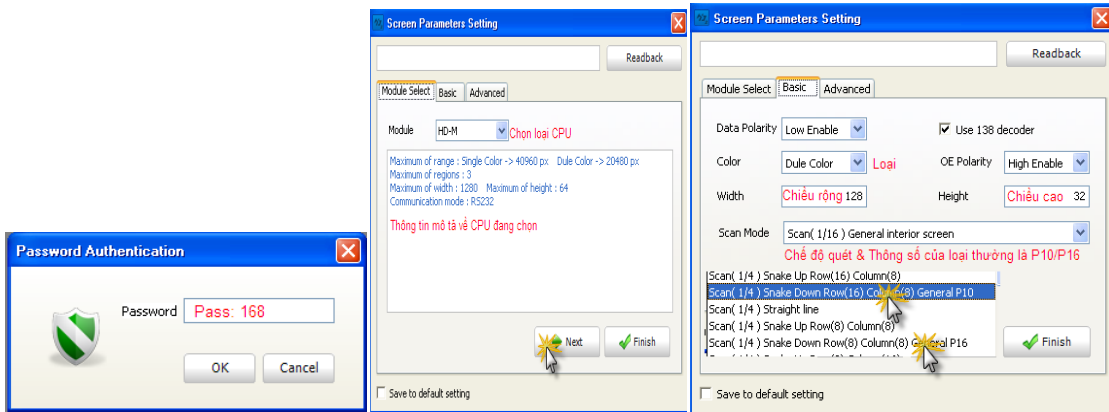 Password Authentication
Password
Pass: 168
OK
Cancel
Screen Parameters Setting
Readback
Module Select
Basic
Advanced
Module
HD-M
Chọn loại CPU
Maximum of range : Single Color -> 40960 px Dule Color -> 20480 px
Maximum of regions : 3
Maximum of width : 1280 Maximum of height : 64
Communication mode : RS232
Thông tin mô tả về CPU đang chọn
Next
Finish
Save to default setting
Screen Parameters Setting
Readback
Module Select
Basic
Advanced
Data Polarity
Low Enable
Use 138 decoder
Color
Dule Color
Loại
OE Polarity
High Enable
Width
Chiều rộng 128
Height
Chiều cao 32
Scan Mode
Scan( 1/16 ) General interior screen
Chế độ quét & Thông số của loại thường là P10/P16
Scan( 1/4 ) Snake Up Row(16) Column(8)
Scan( 1/4 ) Snake Down Row(16) Column(8) General P10
Scan( 1/4 ) Straight line
Scan( 1/4 ) Snake Up Row(8) Column(8)
Scan( 1/4 ) Snake Down Row(8) Column(8) General P16
Finish
Save to default setting